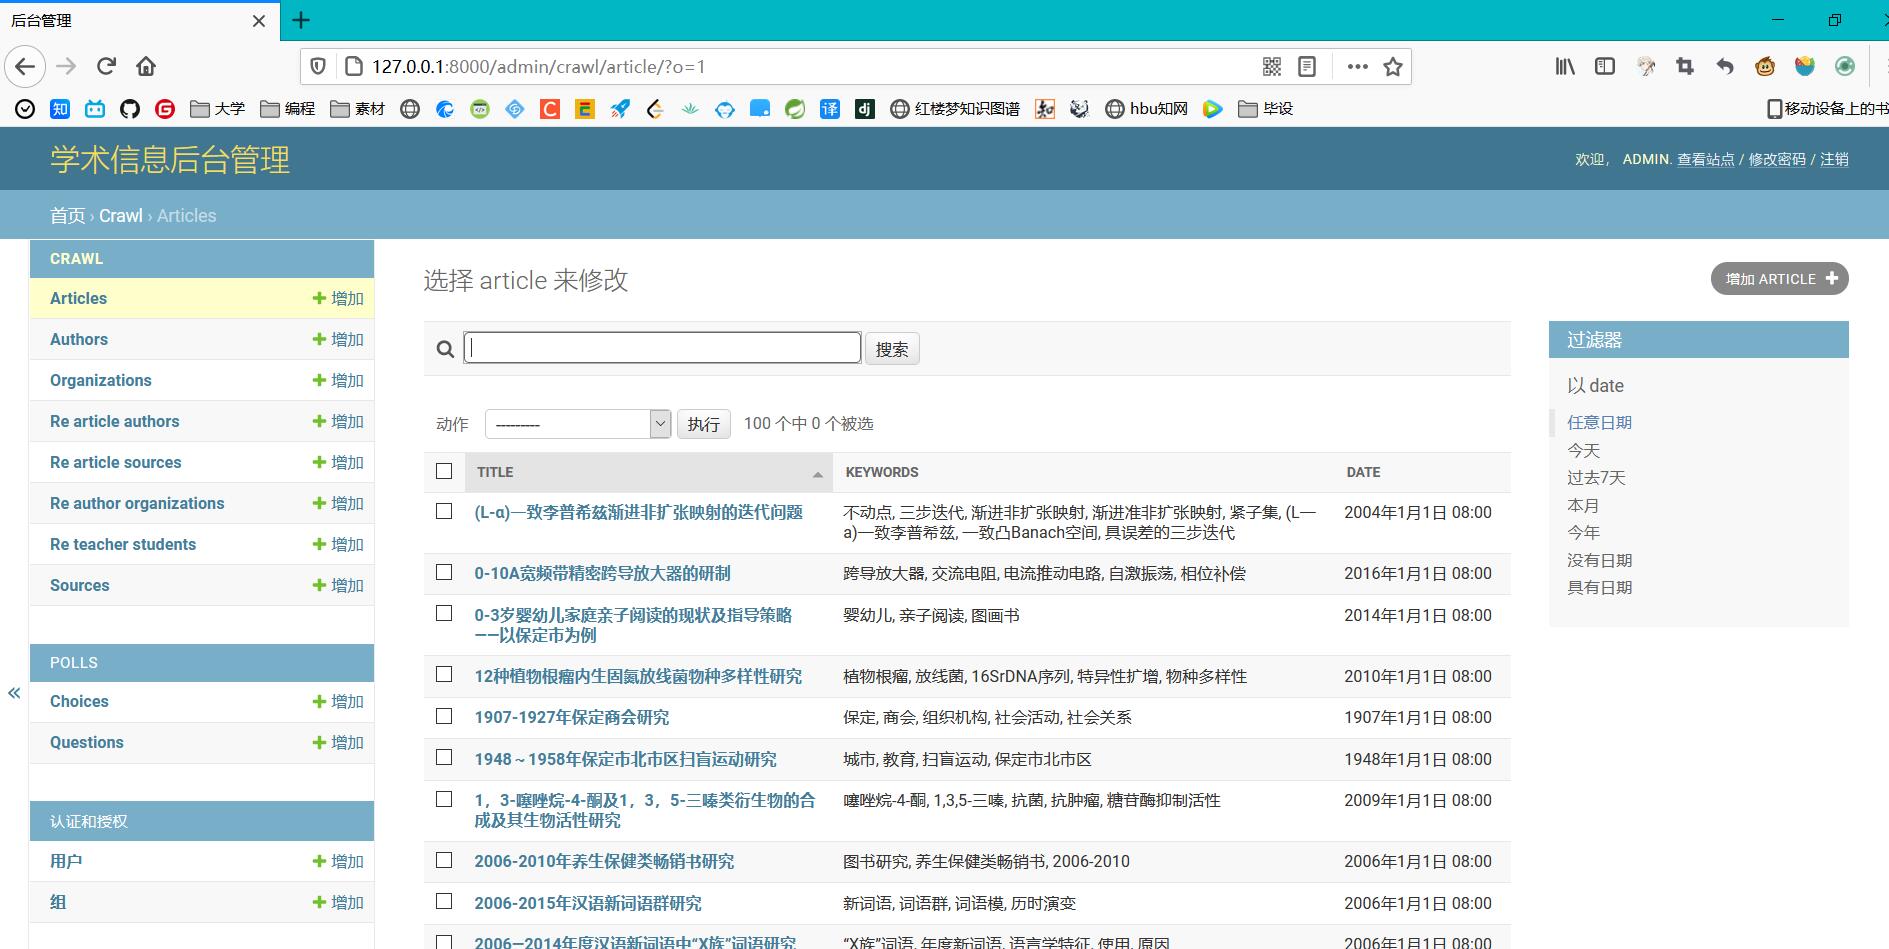 后台管理
127.0.0.1:8000/admin/crawl/article/?o=1
大学 编程 素材 红楼梦知识图谱 hbu知网 毕设 移动设备上的书
学术信息后台管理
欢迎， ADMIN. 查看站点 / 修改密码 / 注销
首页 › Crawl › Articles
CRAWL
Articles 增加
Authors 增加
Organizations 增加
Re article authors 增加
Re article sources 增加
Re author organizations 增加
Re teacher students 增加
Sources 增加
POLLS
Choices 增加
Questions 增加
认证和授权
用户 增加
组 增加
选择 article 来修改
增加 ARTICLE
搜索
动作 --------- 执行 100 个中 0 个被选
TITLE KEYWORDS DATE
(L-α)一致李普希兹渐进非扩张映射的迭代问题 不动点, 三步迭代, 渐进非扩张映射, 渐进准非扩张映射, 紧子集, (L—
a)一致李普希兹, 一致凸Banach空间, 具误差的三步迭代 2004年1月1日 08:00
0-10A宽频带精密跨导放大器的研制 跨导放大器, 交流电阻, 电流推动电路, 自激振荡, 相位补偿 2016年1月1日 08:00
0-3岁婴幼儿家庭亲子阅读的现状及指导策略
——以保定市为例 婴幼儿, 亲子阅读, 图画书 2014年1月1日 08:00
12种植物根瘤内生固氮放线菌物种多样性研究 植物根瘤, 放线菌, 16SrDNA序列, 特异性扩增, 物种多样性 2010年1月1日 08:00
1907-1927年保定商会研究 保定, 商会, 组织机构, 社会活动, 社会关系 1907年1月1日 08:00
1948～1958年保定市北市区扫盲运动研究 城市, 教育, 扫盲运动, 保定市北市区 1948年1月1日 08:00
1，3-噻唑烷-4-酮及1，3，5-三嗪类衍生物的合
成及其生物活性研究 噻唑烷-4-酮, 1,3,5-三嗪, 抗菌, 抗肿瘤, 糖苷酶抑制活性 2009年1月1日 08:00
2006-2010年养生保健类畅销书研究 图书研究, 养生保健类畅销书, 2006-2010 2006年1月1日 08:00
2006-2015年汉语新词语群研究 新词语, 词语群, 词语模, 历时演变 2006年1月1日 08:00
2006—2014年度汉语新词语中“X族”词语研究 “X族”词语, 年度新词语, 语言学特征, 使用, 原因 2006年1月1日 08:00
过滤器
以 date
任意日期
今天
过去7天
本月
今年
没有日期
具有日期